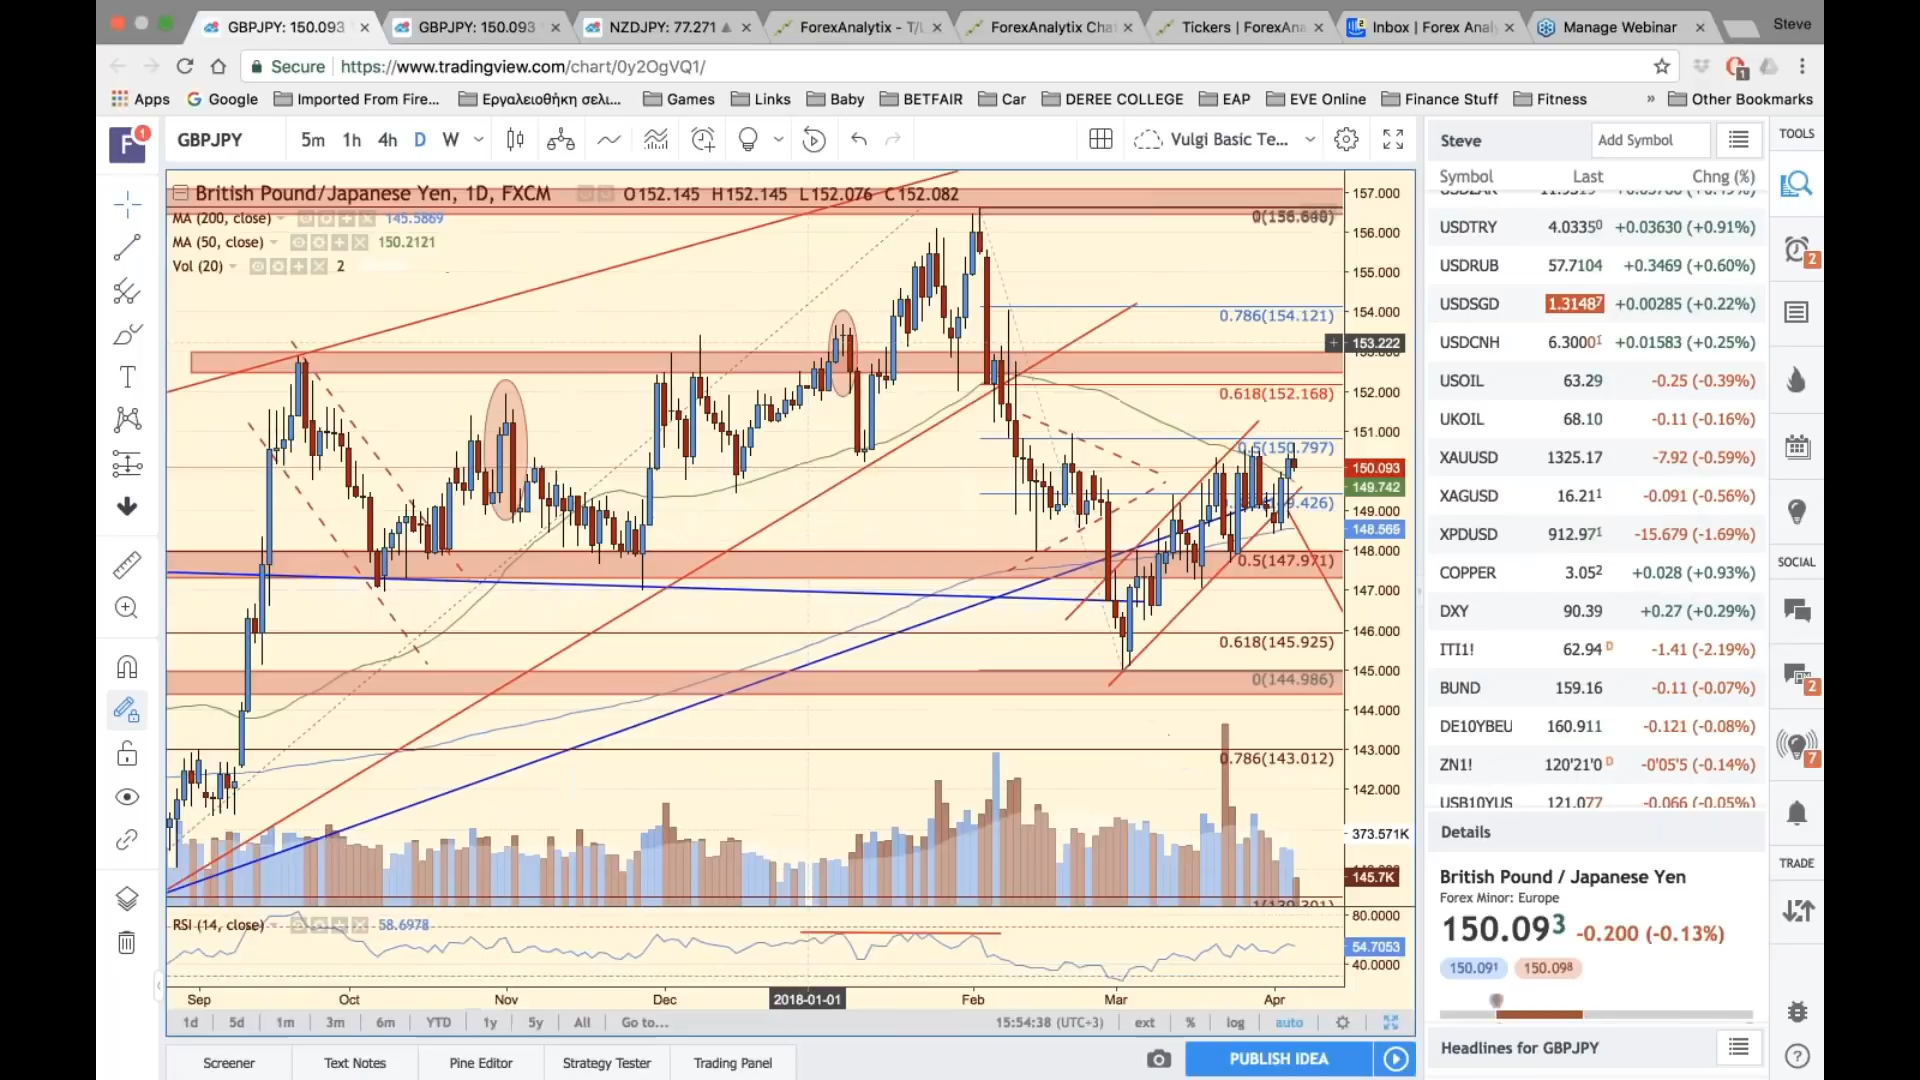 GBPJPY: 150.093
GBPJPY: 150.093
NZDJPY: 77.271 ▲
ForexAnalytix - T/L
ForexAnalytix Cha
Tickers | ForexAna
Inbox | Forex Analy
Manage Webinar
Steve
Secure https://www.tradingview.com/chart/0y2OgVQ1/
Apps Google Imported From Fire... Εργαλειοθήκη σελι... Games Links Baby BETFAIR Car DEREE COLLEGE EAP EVE Online Finance Stuff Fitness » Other Bookmarks
F 1
GBPJPY 5m 1h 4h D W Vulgi Basic Te...
British Pound/Japanese Yen, 1D, FXCM O152.145 H152.145 L152.076 C152.082
MA (200, close) 145.5869
MA (50, close) 150.2121
Vol (20) 2
0.786(154.121)
0.618(152.168)
0.5(150.797)
0.5(147.971)
0.618(145.925)
0(144.986)
0.786(143.012)
157.000
156.000
155.000
154.000
153.222
152.000
151.000
150.093
149.742
149.000
148.565
148.000
147.000
146.000
145.000
144.000
143.000
142.000
373.571K
145.7K
RSI (14, close) 58.6978
80.0000
54.7053
40.0000
Sep Oct Nov Dec 2018-01-01 Feb Mar Apr
1d 5d 1m 3m 6m YTD 1y 5y All Go to... 15:54:38 (UTC+3) ext % log auto
Screener Text Notes Pine Editor Strategy Tester Trading Panel PUBLISH IDEA
Steve Add Symbol
Symbol Last Chng (%)
USDTRY 4.03350 +0.03630 (+0.91%)
USDRUB 57.7104 +0.3469 (+0.60%)
USDSGD 1.31487 +0.00285 (+0.22%)
USDCNH 6.30001 +0.01583 (+0.25%)
USOIL 63.29 -0.25 (-0.39%)
UKOIL 68.10 -0.11 (-0.16%)
XAUUSD 1325.17 -7.92 (-0.59%)
XAGUSD 16.211 -0.091 (-0.56%)
XPDUSD 912.971 -15.679 (-1.69%)
COPPER 3.052 +0.028 (+0.93%)
DXY 90.39 +0.27 (+0.29%)
ITI1! 62.94 D -1.41 (-2.19%)
BUND 159.16 -0.11 (-0.07%)
DE10YBEU 160.911 -0.121 (-0.08%)
ZN1! 120'21'0 D -0'05'5 (-0.14%)
USB10YUS 121.077 -0.066 (-0.05%)
Details
British Pound / Japanese Yen
Forex Minor: Europe
150.093 -0.200 (-0.13%)
150.091 150.098
Headlines for GBPJPY
TOOLS
2
SOCIAL
2
7
TRADE